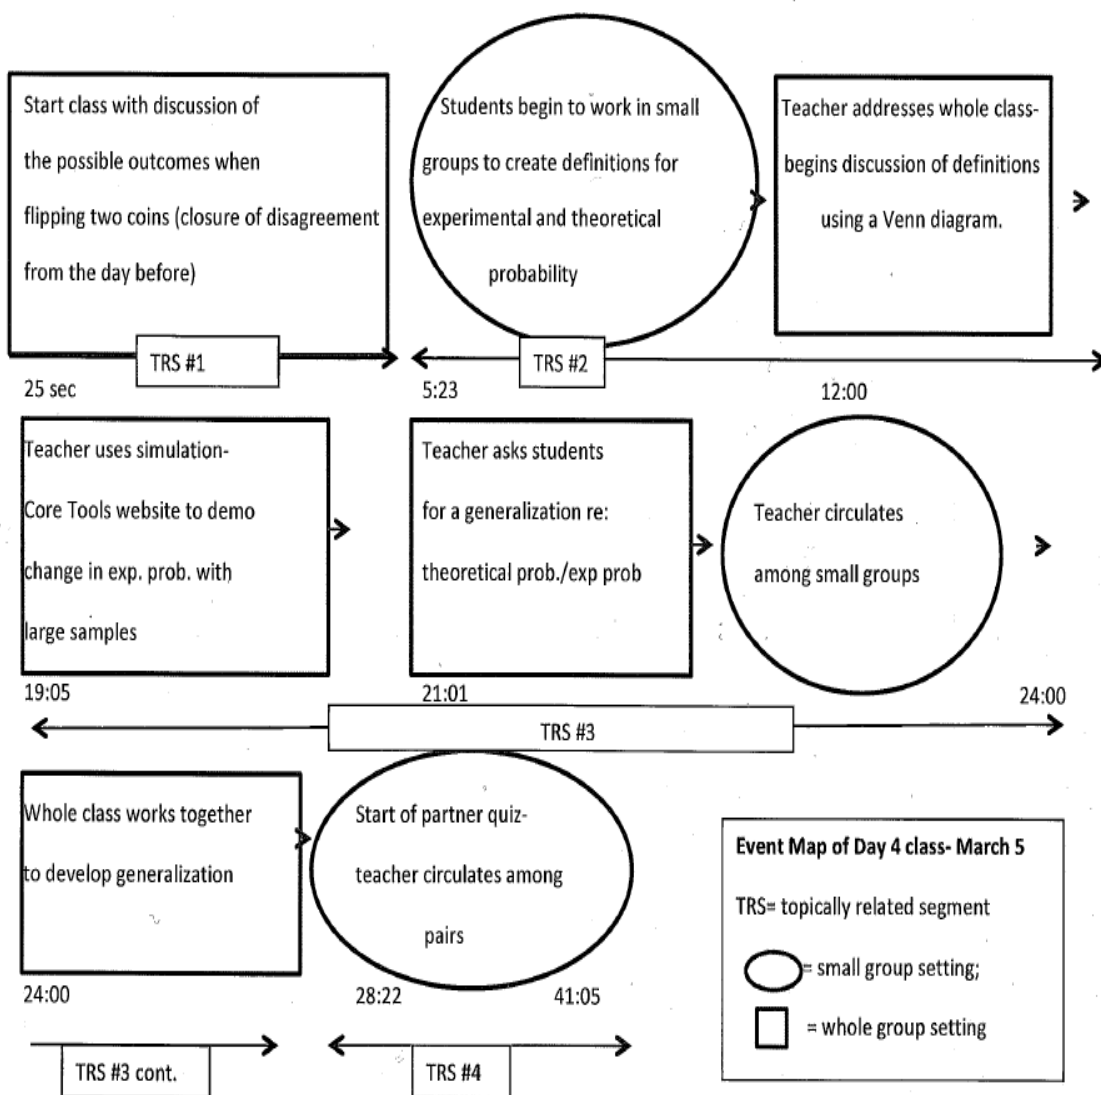 Start class with discussion of
the possible outcomes when
flipping two coins (closure of disagreement
from the day before)
TRS #1
25 sec
Students begin to work in small
groups to create definitions for
experimental and theoretical
probability
TRS #2
5:23
Teacher addresses whole class-
begins discussion of definitions
using a Venn diagram.
12:00
Teacher uses simulation-
Core Tools website to demo
change in exp. prob. with
large samples
19:05
Teacher asks students
for a generalization re:
theoretical prob./exp prob
21:01
Teacher circulates
among small groups
24:00
TRS #3
Whole class works together
to develop generalization
24:00
TRS #3 cont.
Start of partner quiz-
teacher circulates among
pairs
28:22
41:05
TRS #4
Event Map of Day 4 class- March 5
TRS= topically related segment
= small group setting;
= whole group setting